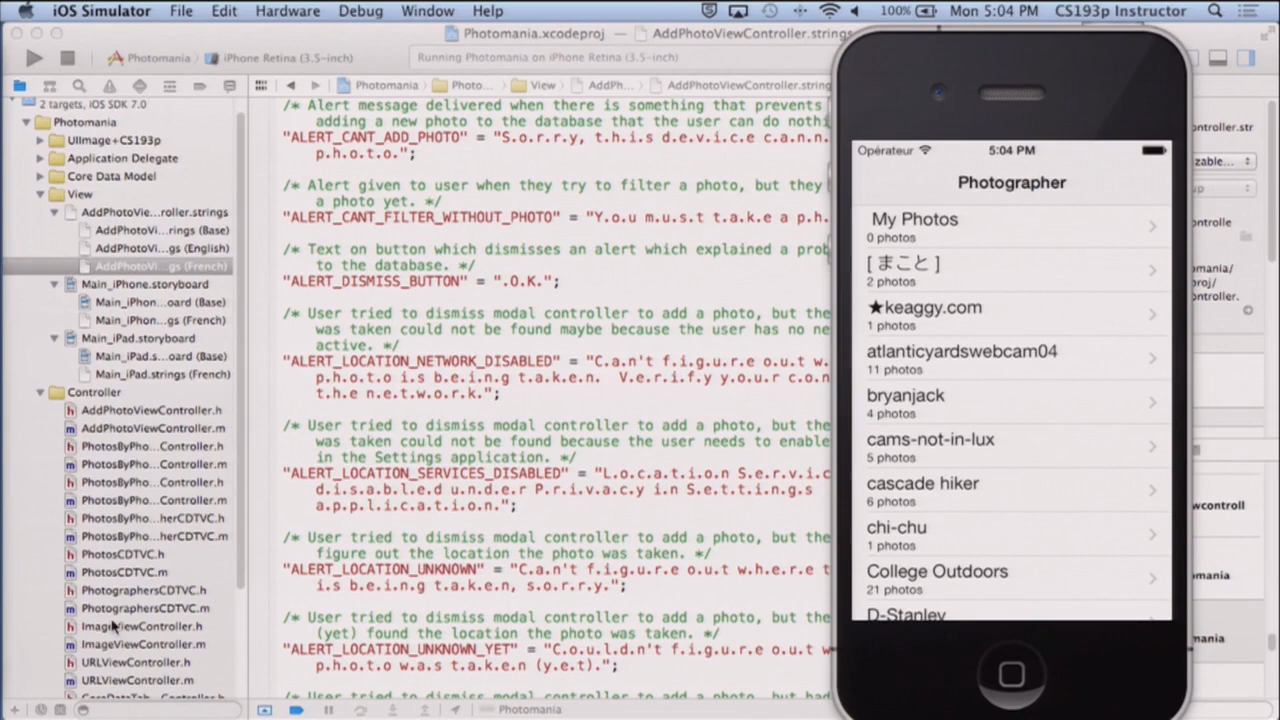 iOS Simulator File Edit Hardware Debug Window Help 100% Mon 5:04 PM CS193p Instructor
Photomania.xcodeproj — AddPhotoViewController.strings
Photomania iPhone Retina (3.5-inch) Running Photomania on iPhone Retina (3.5-inch)
Photomania Photo... View AddPh... AddPhotoViewController.strings
2 targets, iOS SDK 7.0
Photomania
UIImage+CS193p
Application Delegate
Core Data Model
View
AddPhotoVie...roller.strings
AddPhotoVi...rings (Base)
AddPhotoVi...gs (English)
AddPhotoVi...gs (French)
Main_iPhone.storyboard
Main_iPhon...oard (Base)
Main_iPhon...gs (French)
Main_iPad.storyboard
Main_iPad.s...oard (Base)
Main_iPad.strings (French)
Controller
AddPhotoViewController.h
AddPhotoViewController.m
PhotosByPho...Controller.h
PhotosByPho...Controller.m
PhotosByPho...Controller.h
PhotosByPho...Controller.m
PhotosByPho...herCDTVC.h
PhotosByPho...herCDTVC.m
PhotosCDTVC.h
PhotosCDTVC.m
PhotographersCDTVC.h
PhotographersCDTVC.m
ImageViewController.h
ImageViewController.m
URLViewController.h
URLViewController.m
/* Alert message delivered when there is something that prevents
adding a new photo to the database that the user can do nothi
"ALERT_CANT_ADD_PHOTO" = "S.o.r.r.y, t.h.i.s d.e.v.i.c.e c.a.n.n.
p.h.o.t.o.";
/* Alert given to user when they try to filter a photo, but they
a photo yet. */
"ALERT_CANT_FILTER_WITHOUT_PHOTO" = "Y.o.u m.u.s.t t.a.k.e a p.h.
/* Text on button which dismisses an alert which explained a prob
to the database. */
"ALERT_DISMISS_BUTTON" = ".O.K.";
/* User tried to dismiss modal controller to add a photo, but the
was taken could not be found maybe because the user has no ne
active. */
"ALERT_LOCATION_NETWORK_DISABLED" = "C.a.n't f.i.g.u.r.e o.u.t w.
p.h.o.t.o i.s b.e.i.n.g t.a.k.e.n. V.e.r.i.f.y y.o.u.r c.o.n
t.h.e n.e.t.w.o.r.k.";
/* User tried to dismiss modal controller to add a photo, but the
was taken could not be found because the user needs to enable
in the Settings application. */
"ALERT_LOCATION_SERVICES_DISABLED" = "L.o.c.a.t.i.o.n S.e.r.v.i.c
d.i.s.a.b.l.e.d u.n.d.e.r P.r.i.v.a.c.y i.n S.e.t.t.i.n.g.s
a.p.p.l.i.c.a.t.i.o.n.";
/* User tried to dismiss modal controller to add a photo, but the
figure out the location the photo was taken. */
"ALERT_LOCATION_UNKNOWN" = "C.a.n't f.i.g.u.r.e o.u.t w.h.e.r.e t
i.s b.e.i.n.g t.a.k.e.n, s.o.r.r.y.";
/* User tried to dismiss modal controller to add a photo, but the
(yet) found the location the photo was taken. */
"ALERT_LOCATION_UNKNOWN_YET" = "C.o.u.l.d.n't f.i.g.u.r.e o.u.t w
p.h.o.t.o w.a.s t.a.k.e.n (y.e.t).";
/* User tried to dismiss modal controller to add a photo, but had
Photomania
Opérateur 5:04 PM
Photographer
My Photos
0 photos
[ まこと ]
2 photos
★keaggy.com
1 photos
atlanticyardswebcam04
11 photos
bryanjack
4 photos
cams-not-in-lux
5 photos
cascade hiker
6 photos
chi-chu
1 photos
College Outdoors
21 photos
D-Stanley